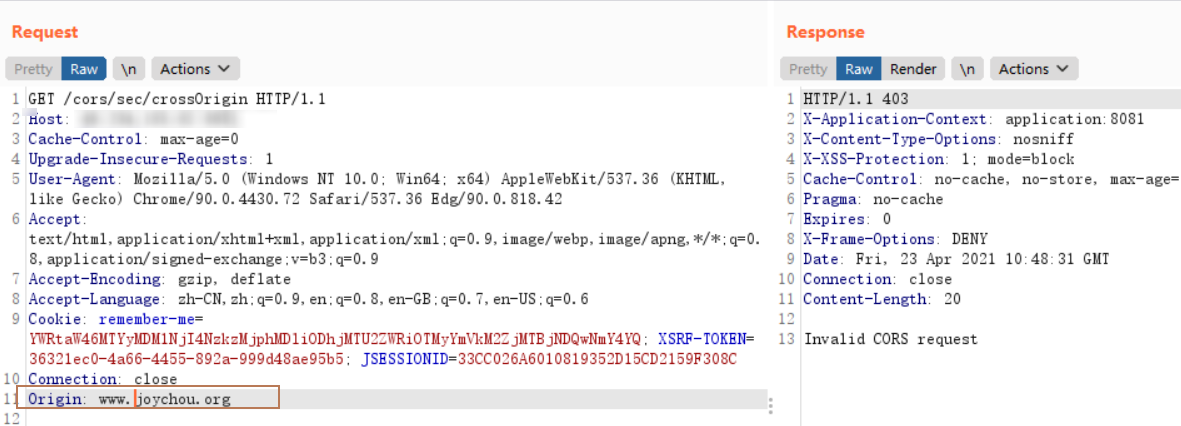 Request
Pretty Raw \n Actions
1 GET /cors/sec/crossOrigin HTTP/1.1
2 Host:
3 Cache-Control: max-age=0
4 Upgrade-Insecure-Requests: 1
5 User-Agent: Mozilla/5.0 (Windows NT 10.0; Win64; x64) AppleWebKit/537.36 (KHTML,
like Gecko) Chrome/90.0.4430.72 Safari/537.36 Edg/90.0.818.42
6 Accept:
text/html,application/xhtml+xml,application/xml;q=0.9,image/webp,image/apng,*/*;q=0.
8,application/signed-exchange;v=b3;q=0.9
7 Accept-Encoding: gzip, deflate
8 Accept-Language: zh-CN,zh;q=0.9,en;q=0.8,en-GB;q=0.7,en-US;q=0.6
9 Cookie: remember-me=
YWRtaW46MTYyMDM1NjI4NzkzMjphMDliODhjMTU2ZWRiOTMyYmVkM2ZjMTBjNDQwNmY4YQ; XSRF-TOKEN=
36321ec0-4a66-4455-892a-999d48ae95b5; JSESSIONID=33CC026A6010819352D15CD2159F308C
10 Connection: close
11 Origin: www.joychou.org
12
Response
Pretty Raw Render \n Actions
1 HTTP/1.1 403
2 X-Application-Context: application:8081
3 X-Content-Type-Options: nosniff
4 X-XSS-Protection: 1; mode=block
5 Cache-Control: no-cache, no-store, max-age=
6 Pragma: no-cache
7 Expires: 0
8 X-Frame-Options: DENY
9 Date: Fri, 23 Apr 2021 10:48:31 GMT
10 Connection: close
11 Content-Length: 20
12
13 Invalid CORS request